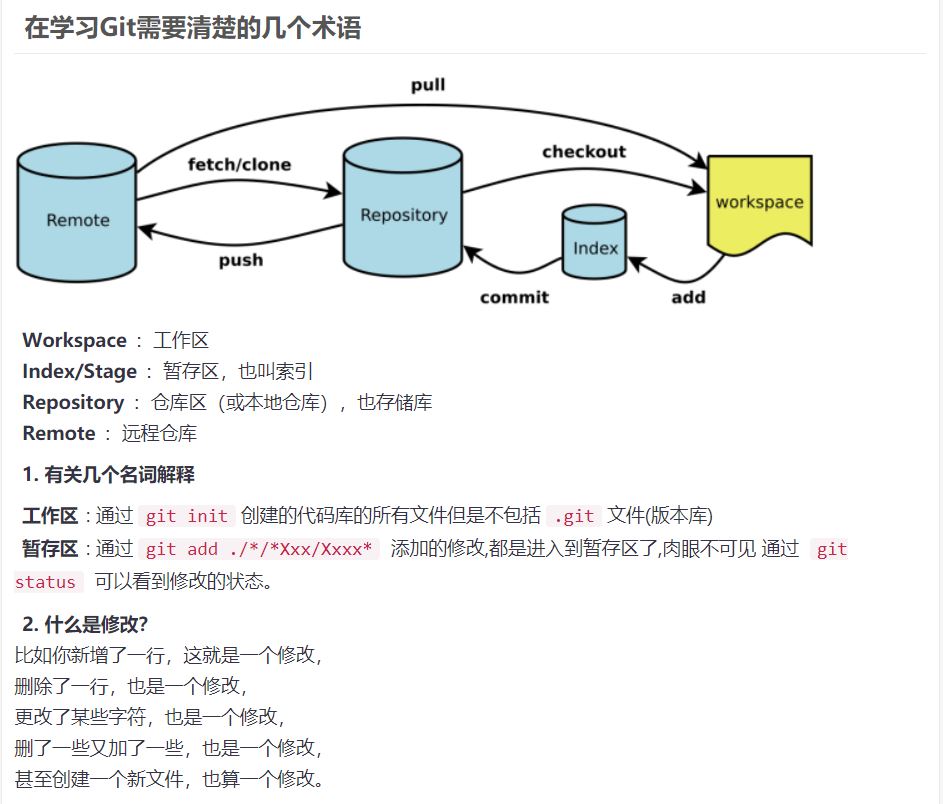 在学习Git需要清楚的几个术语
pull
fetch/clone
checkout
Remote
Repository
workspace
Index
push
commit
add
Workspace : 工作区
Index/Stage : 暂存区，也叫索引
Repository : 仓库区（或本地仓库），也存储库
Remote : 远程仓库
1. 有关几个名词解释
工作区 : 通过 git init 创建的代码库的所有文件但是不包括 .git 文件(版本库)
暂存区 : 通过 git add ./*/*Xxx/Xxxx* 添加的修改,都是进入到暂存区了,肉眼不可见 通过 git
status 可以看到修改的状态。
2. 什么是修改?
比如你新增了一行，这就是一个修改，
删除了一行，也是一个修改，
更改了某些字符，也是一个修改，
删了一些又加了一些，也是一个修改，
甚至创建一个新文件，也算一个修改。